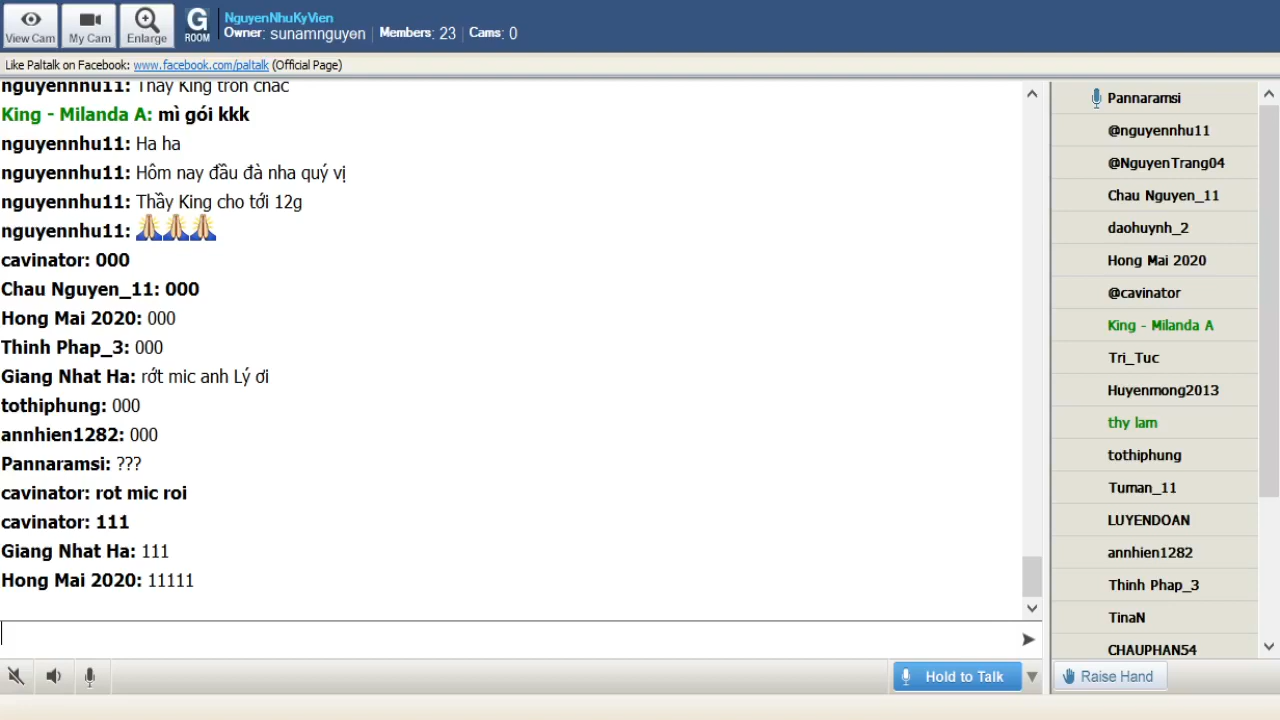 View Cam
My Cam
Enlarge
G
ROOM
NguyenNhuKyVien
Owner: sunamnguyen | Members: 23 | Cams: 0
Like Paltalk on Facebook: www.facebook.com/paltalk (Official Page)
nguyennhu11: Thầy King tròn chắc
King - Milanda A: mì gói kkk
nguyennhu11: Ha ha
nguyennhu11: Hôm nay đầu đà nha quý vị
nguyennhu11: Thầy King cho tới 12g
nguyennhu11:
cavinator: 000
Chau Nguyen_11: 000
Hong Mai 2020: 000
Thinh Phap_3: 000
Giang Nhat Ha: rớt mic anh Lý ơi
tothiphung: 000
annhien1282: 000
Pannaramsi: ???
cavinator: rot mic roi
cavinator: 111
Giang Nhat Ha: 111
Hong Mai 2020: 11111
Hold to Talk
Pannaramsi
@nguyennhu11
@NguyenTrang04
Chau Nguyen_11
daohuynh_2
Hong Mai 2020
@cavinator
King - Milanda A
Tri_Tuc
Huyenmong2013
thy lam
tothiphung
Tuman_11
LUYENDOAN
annhien1282
Thinh Phap_3
TinaN
CHAUPHAN54
Raise Hand